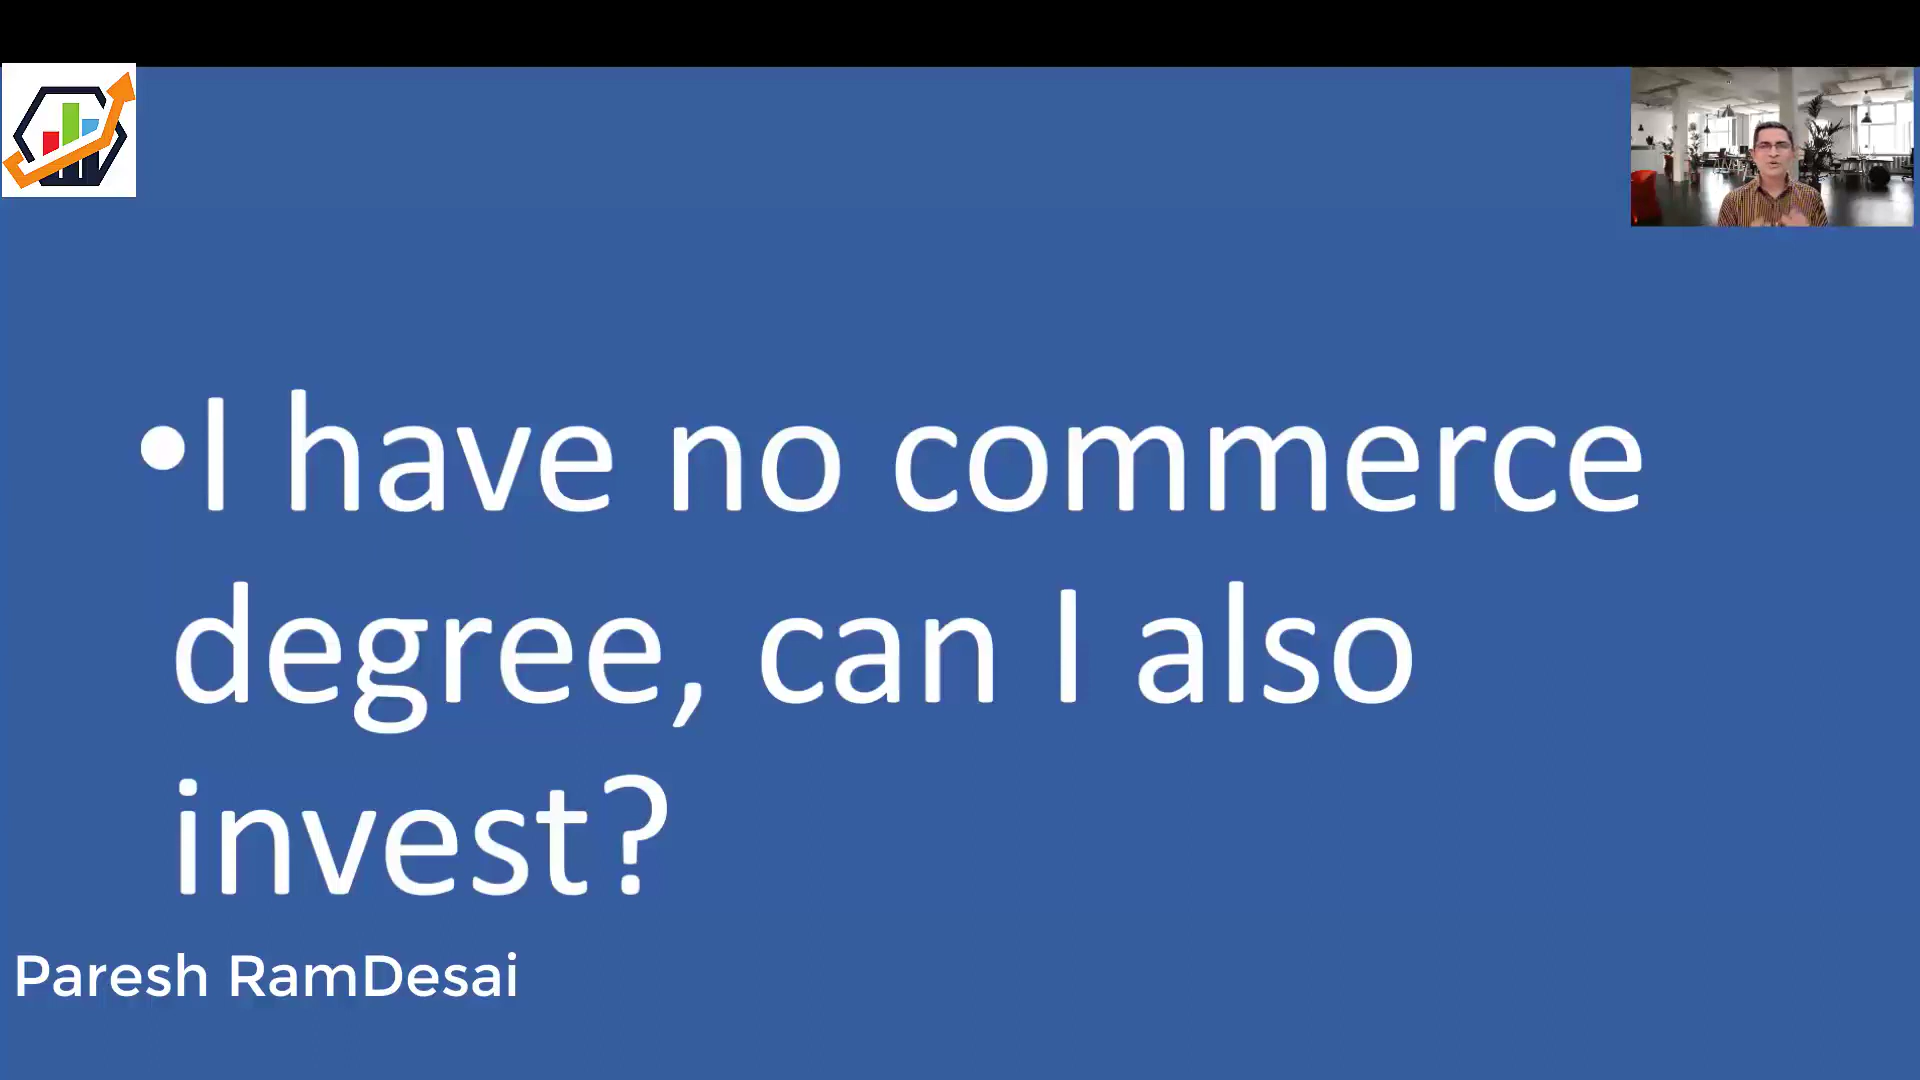 •I have no commerce
degree, can I also
invest?
Paresh RamDesai